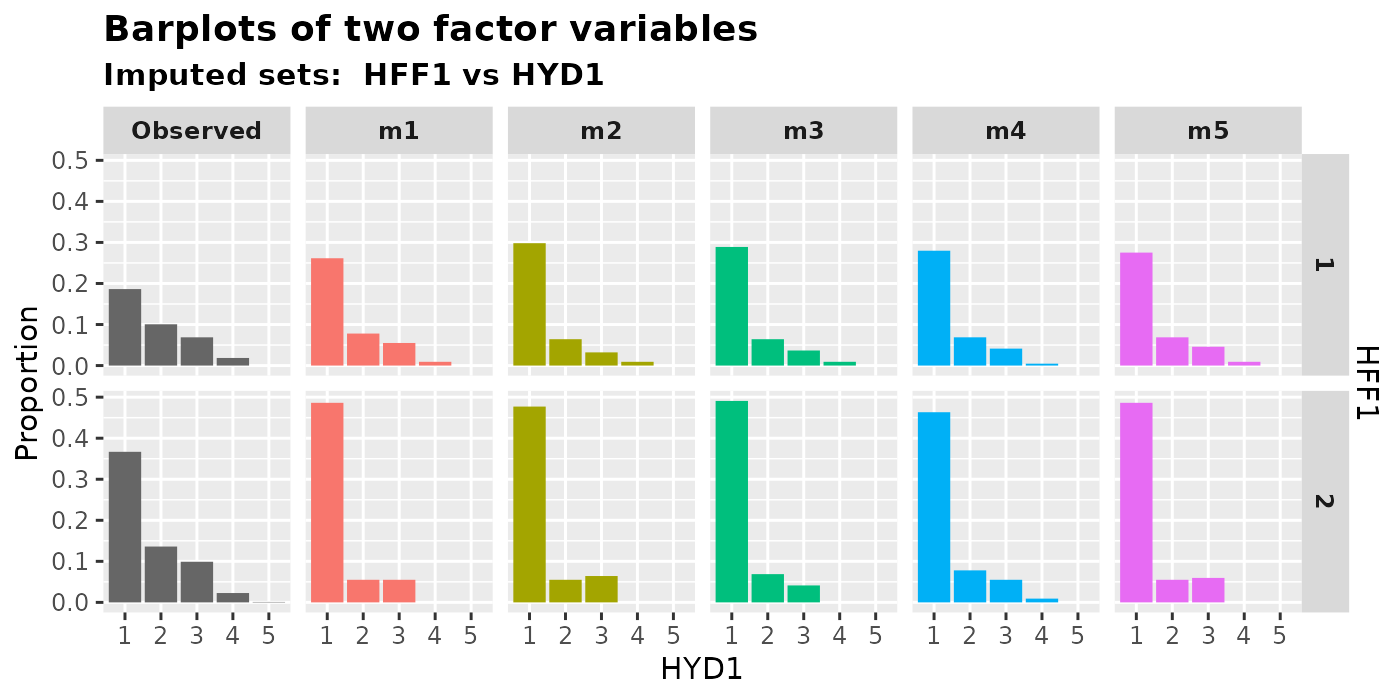 Barplots of two factor variables
Imputed sets:  HFF1 vs HYD1
Observed m1 m2 m3 m4 m5
0.5
0.4
0.3
0.2
0.1
0.0
1
0.5
0.4
0.3
0.2
0.1
0.0
2
Proportion
HFF1
1 2 3 4 5 1 2 3 4 5 1 2 3 4 5 1 2 3 4 5 1 2 3 4 5 1 2 3 4 5
HYD1